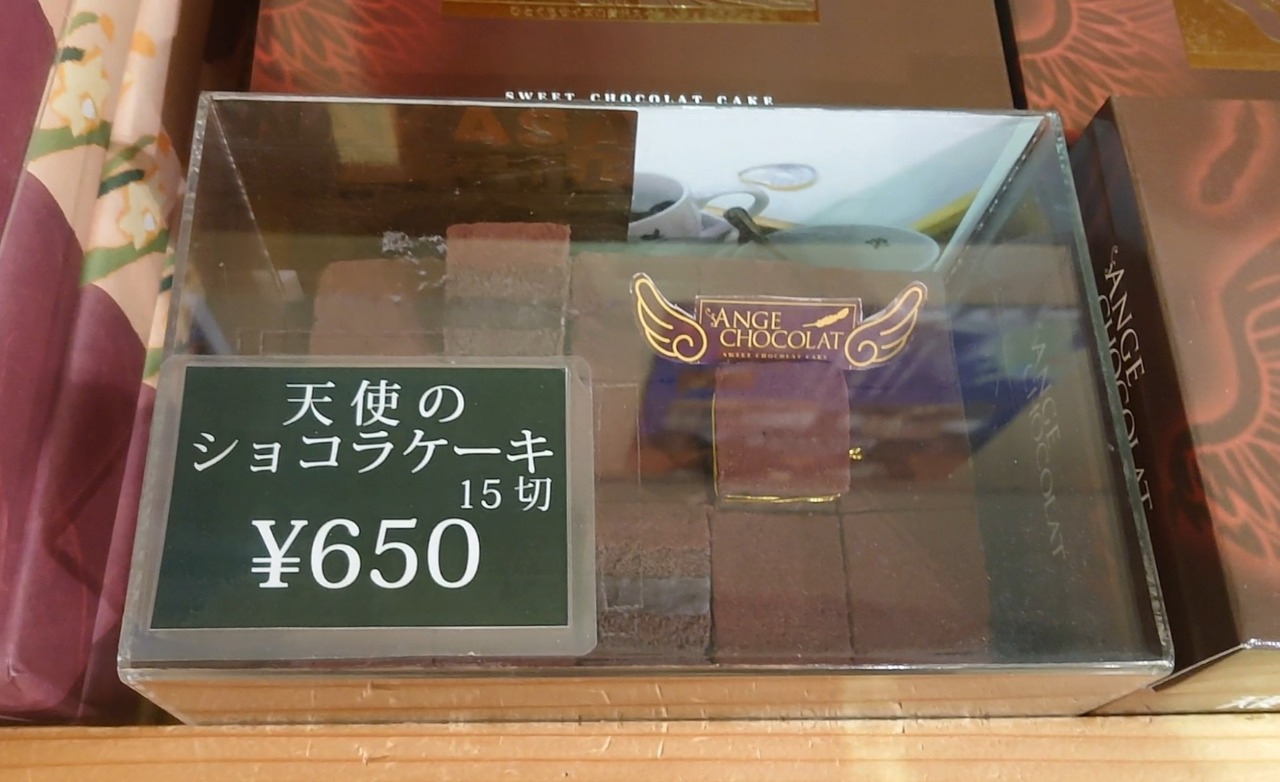 SWEET CHOCOLAT CAKE
ANGE
CHOCOLAT
SWEET CHOCOLAT CAKE
天使の
ショコラケーキ
15切
¥650
ANGE
CHOCOLAT
ANGE
CHOCOLAT